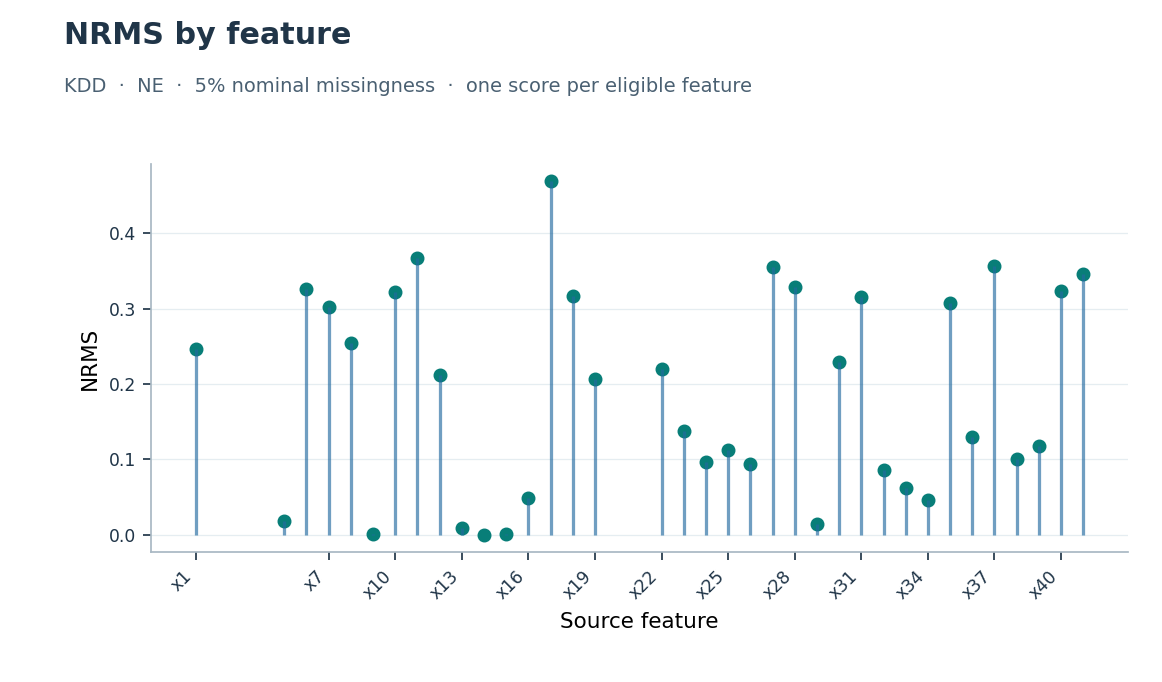 NRMS by feature
KDD · NE · 5% nominal missingness · one score per eligible feature
NRMS
0.4
0.3
0.2
0.1
0.0
x1 x7 x10 x13 x16 x19 x22 x25 x28 x31 x34 x37 x40
Source feature